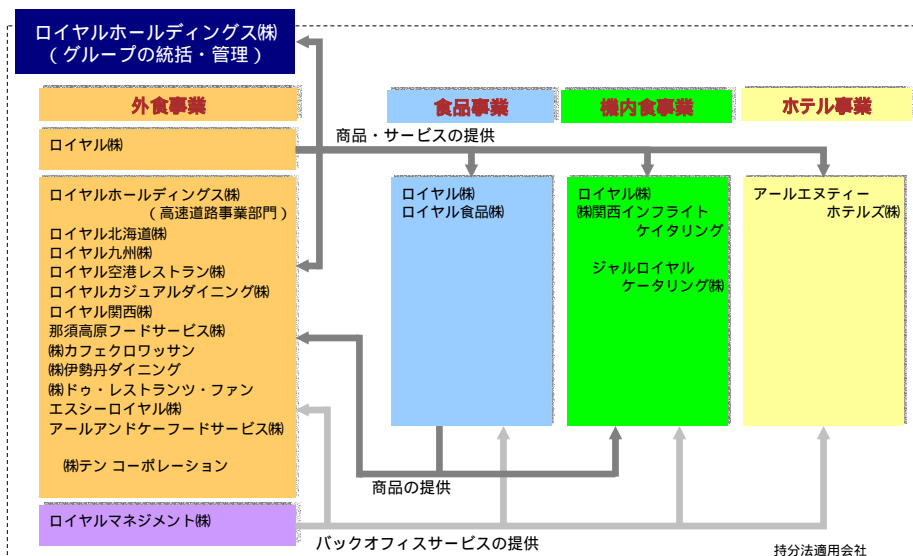 ロイヤルホールディングス㈱
(グループの統括・管理)
外食事業
食品事業
機内食事業
ホテル事業
商品・サービスの提供
ロイヤル㈱
ロイヤルホールディングス㈱
(高速道路事業部門)
ロイヤル北海道㈱
ロイヤル九州㈱
ロイヤル空港レストラン㈱
ロイヤルカジュアルダイニング㈱
ロイヤル関西㈱
那須高原フードサービス㈱
㈱カフェクロワッサン
㈱伊勢丹ダイニング
㈱ドゥ・レストランツ・ファン
エスシーロイヤル㈱
アールアンドケーフードサービス㈱
㈱テン コーポレーション
ロイヤル㈱
ロイヤル食品㈱
ロイヤル㈱
㈱関西インフライト
ケイタリング
ジャルロイヤル
ケータリング㈱
アールエヌティー
ホテルズ㈱
商品の提供
ロイヤルマネジメント㈱
バックオフィスサービスの提供
持分法適用会社